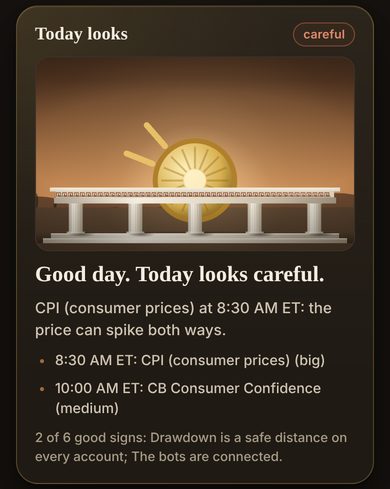 Today looks
careful
Good day. Today looks careful.
CPI (consumer prices) at 8:30 AM ET: the
price can spike both ways.
• 8:30 AM ET: CPI (consumer prices) (big)
• 10:00 AM ET: CB Consumer Confidence
(medium)
2 of 6 good signs: Drawdown is a safe distance on
every account; The bots are connected.